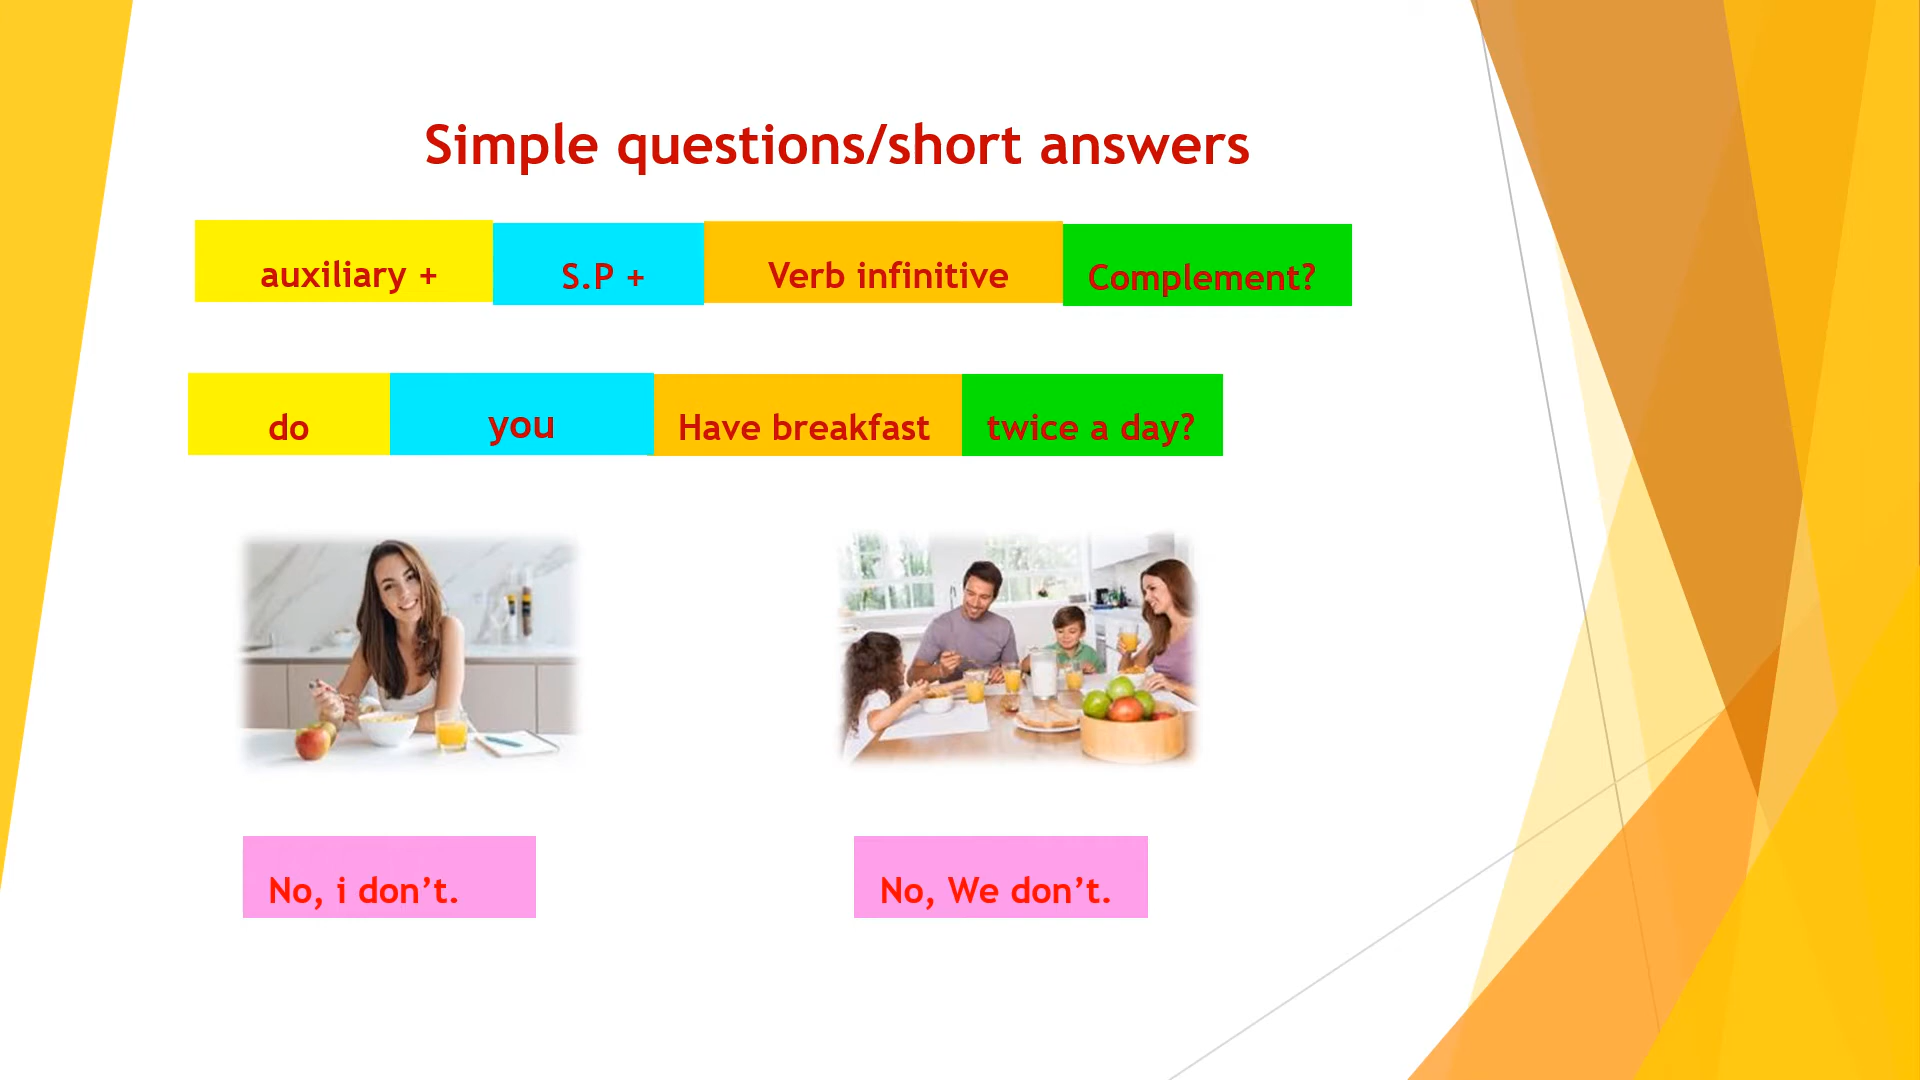 Simple questions/short answers
auxiliary + S.P + Verb infinitive Complement?
do you Have breakfast twice a day?
No, i don’t. No, We don’t.